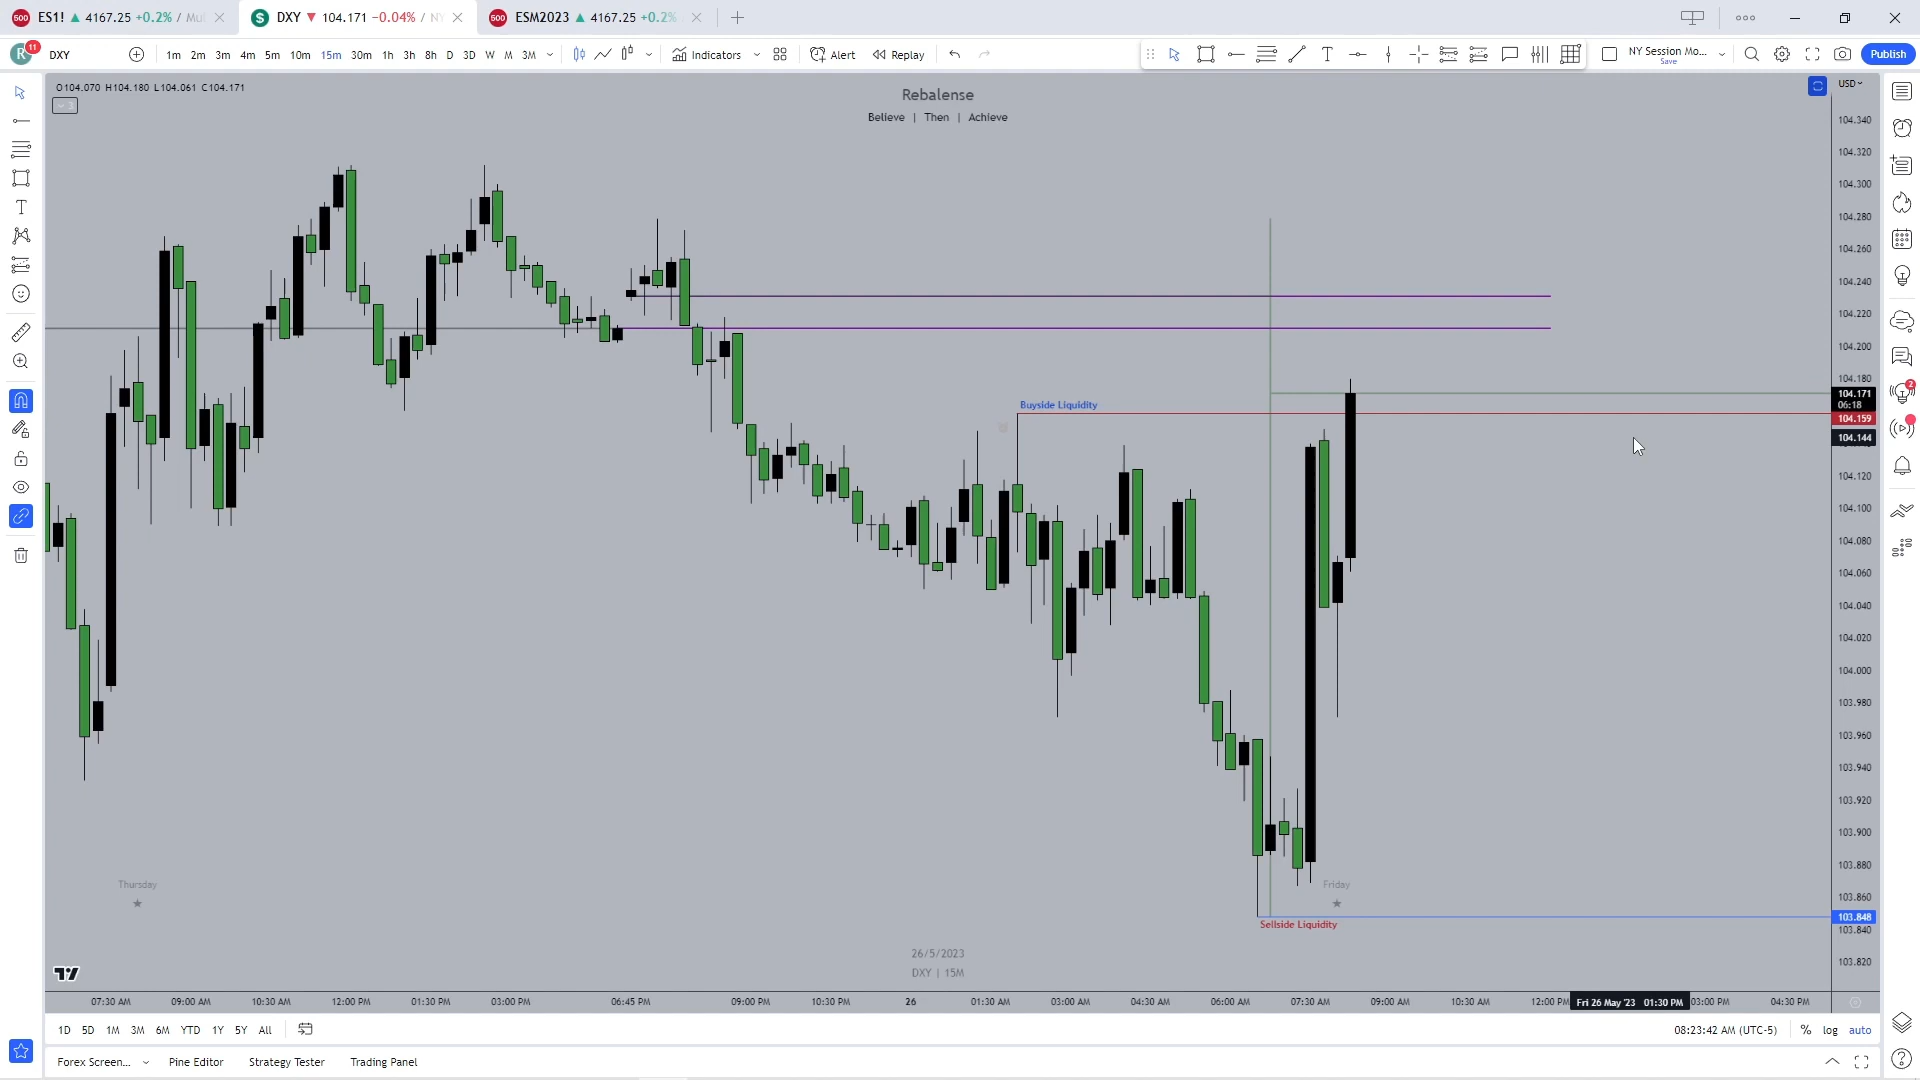 500 ES1! ▲ 4167.25 +0.2% / Mul
$ DXY ▼ 104.171 −0.04% / NY
500 ESM2023 ▲ 4167.25 +0.2%
R 11 DXY
1m 2m 3m 4m 5m 10m 15m 30m 1h 3h 8h D 3D W M 3M
Indicators
Alert
Replay
NY Session Mo...
Save
Publish
O104.070 H104.180 L104.061 C104.171
3
Rebalense
Believe | Then | Achieve
USD
104.340
104.320
104.300
104.280
104.260
104.240
104.220
104.200
104.180
104.171
06:18
104.159
104.144
104.120
104.100
104.080
104.060
104.040
104.020
104.000
103.980
103.960
103.940
103.920
103.900
103.880
103.860
103.848
103.840
103.820
2
Buyside Liquidity
Thursday
Friday
Sellside Liquidity
26/5/2023
DXY | 15M
07:30 AM 09:00 AM 10:30 AM 12:00 PM 01:30 PM 03:00 PM 06:45 PM 09:00 PM 10:30 PM 26 01:30 AM 03:00 AM 04:30 AM 06:00 AM 07:30 AM 09:00 AM 10:30 AM 12:00 PM Fri 26 May '23 01:30 PM 03:00 PM 04:30 PM
1D 5D 1M 3M 6M YTD 1Y 5Y All
08:23:42 AM (UTC-5) % log auto
Forex Screen... Pine Editor Strategy Tester Trading Panel